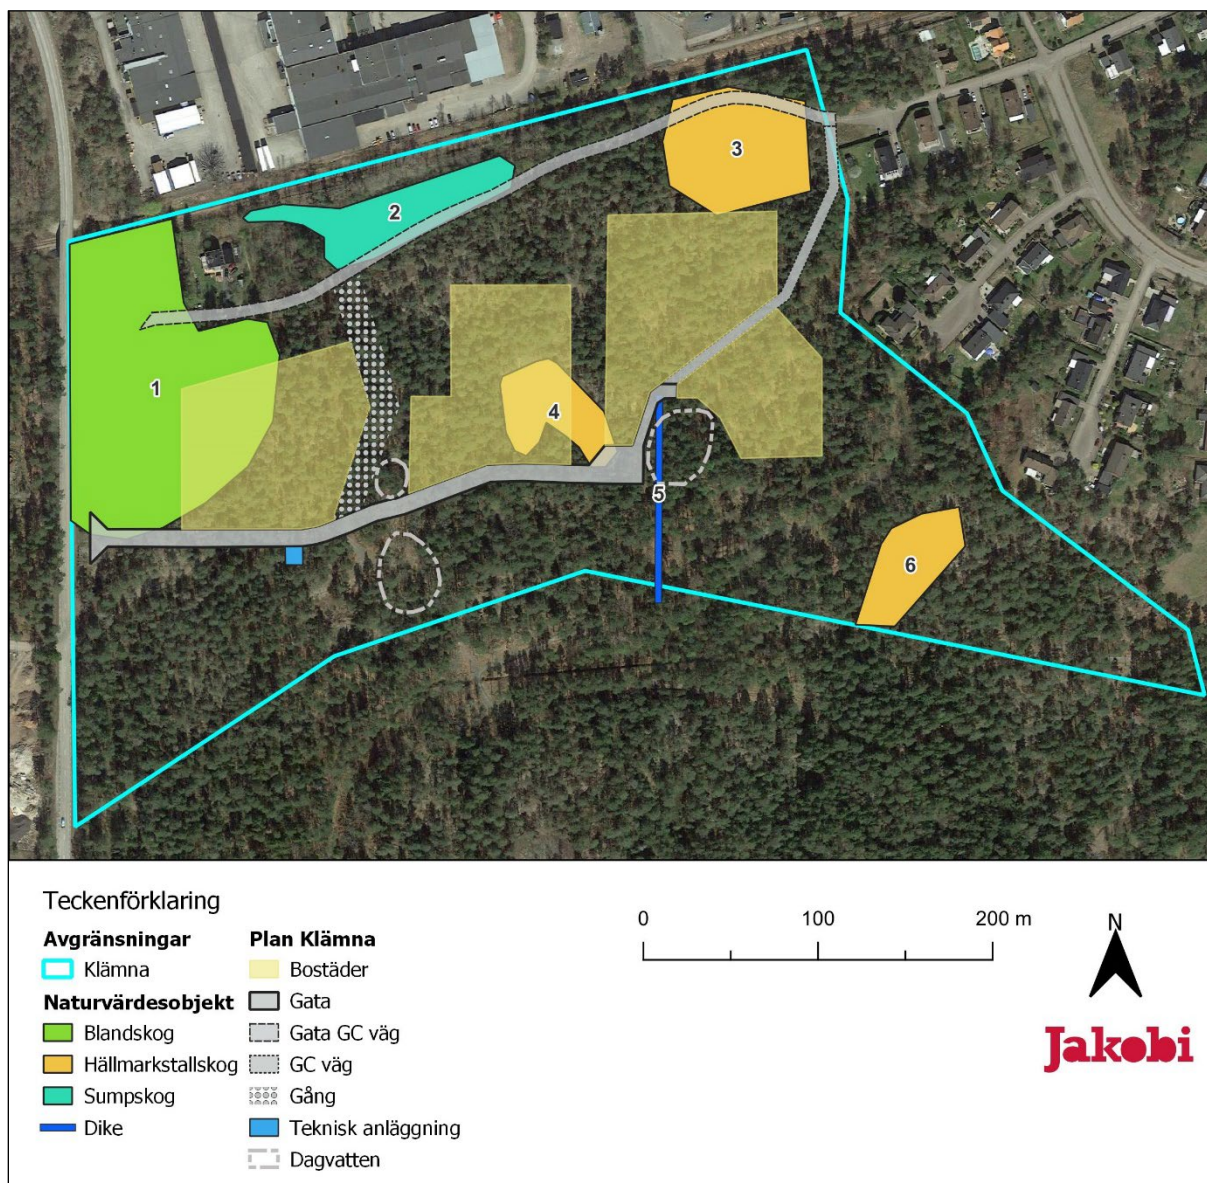 3
2
1
4
5
6
Teckenförklaring
Avgränsningar
Klämna
Naturvärdesobjekt
Blandskog
Hällmarkstallskog
Sumpskog
Dike
Plan Klämna
Bostäder
Gata
Gata GC väg
GC väg
Gång
Teknisk anläggning
Dagvatten
0 100 200 m
N
Jakobi